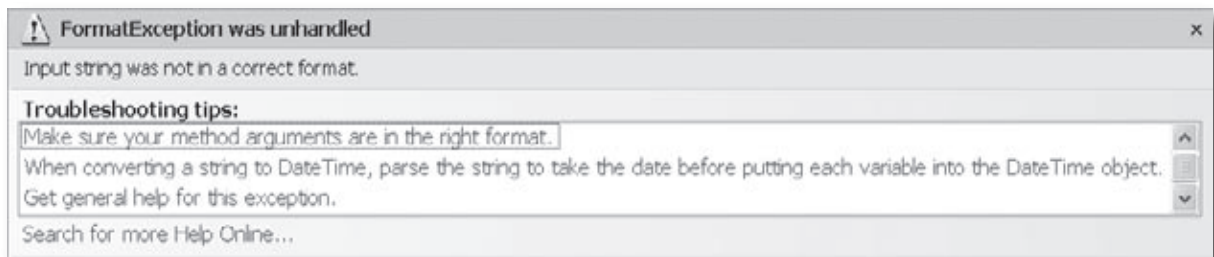 FormatException was unhandled
Input string was not in a correct format.
Troubleshooting tips:
Make sure your method arguments are in the right format.
When converting a string to DateTime, parse the string to take the date before putting each variable into the DateTime object.
Get general help for this exception.
Search for more Help Online...